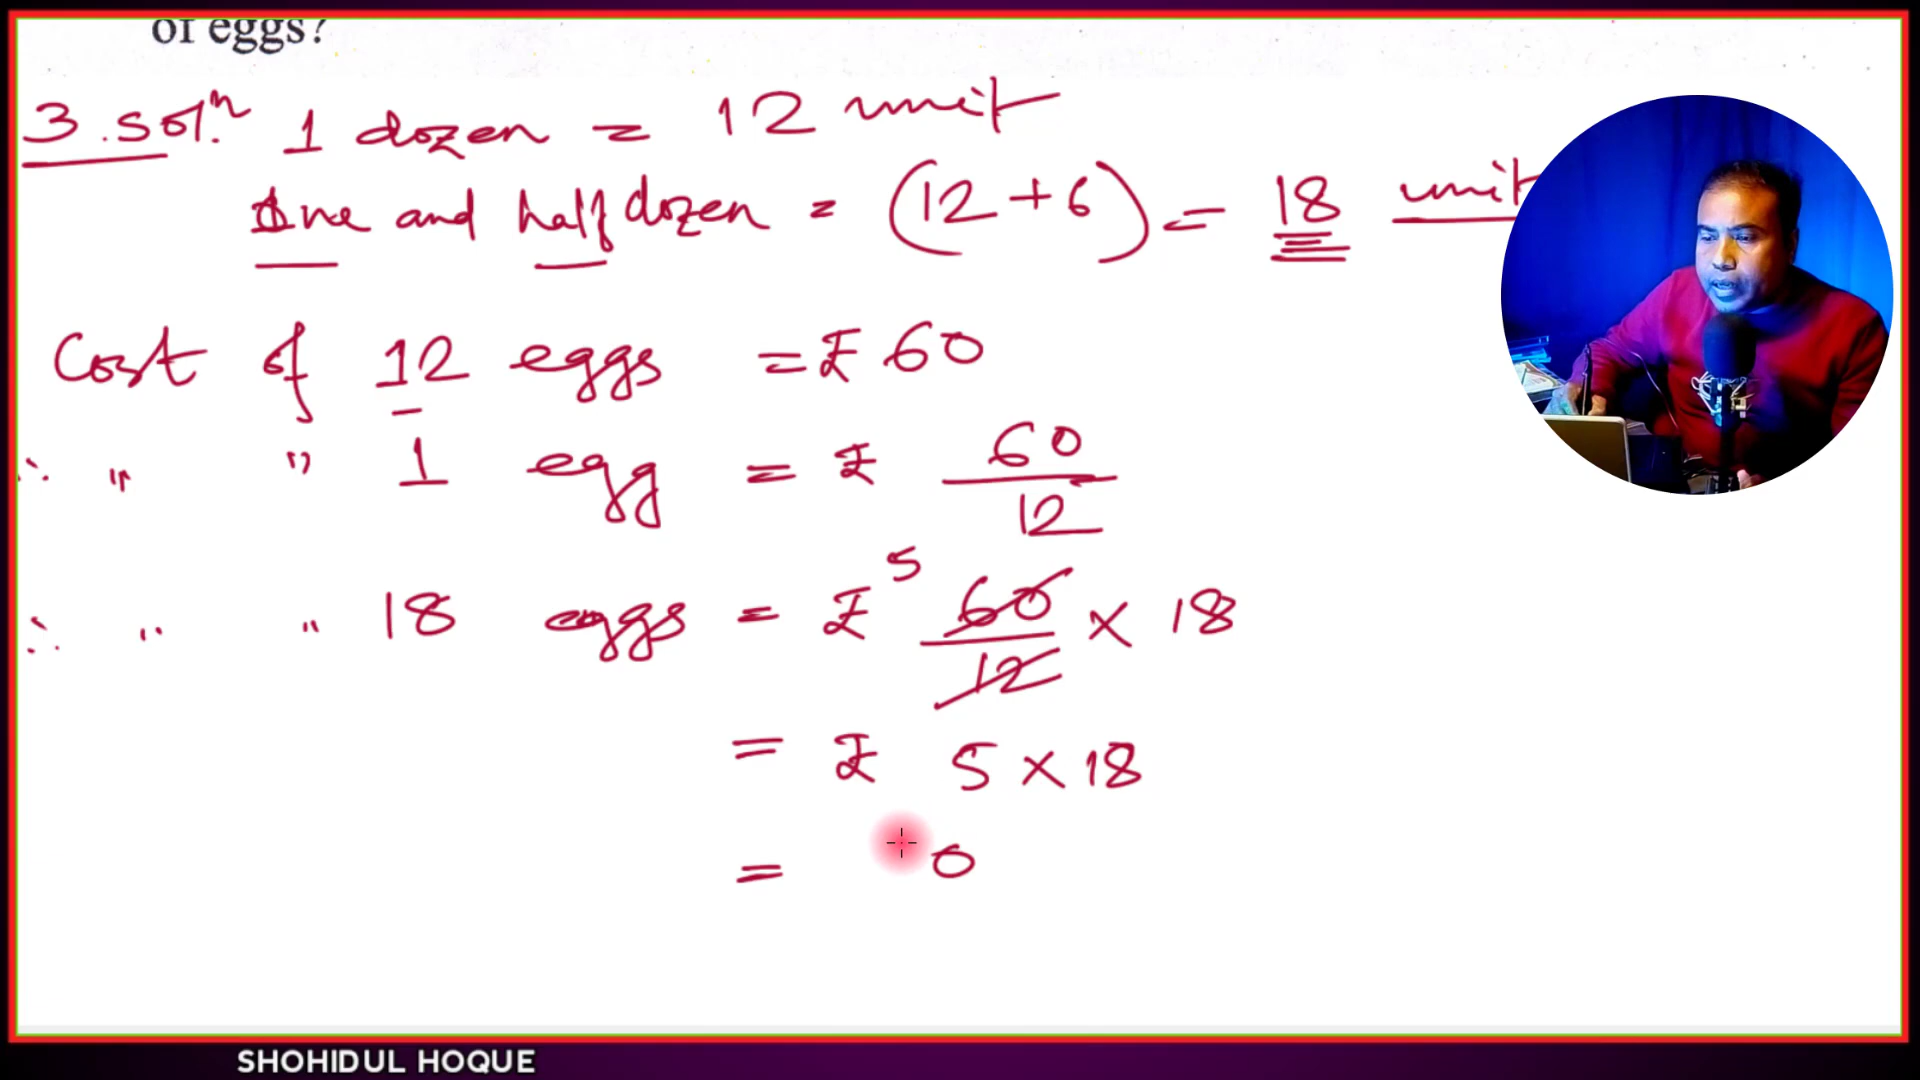 of eggs?
3. Solⁿ. 1 dozen = 12 unit
One and half dozen = (12 + 6) = 18 unit
Cost of 12 eggs = ₹ 60
∴ " " 1 egg = ₹ 60/12
∴ " " 18 eggs = ₹ 5 60/12 × 18
= ₹ 5 × 18
= 0
SHOHIDUL HOQUE